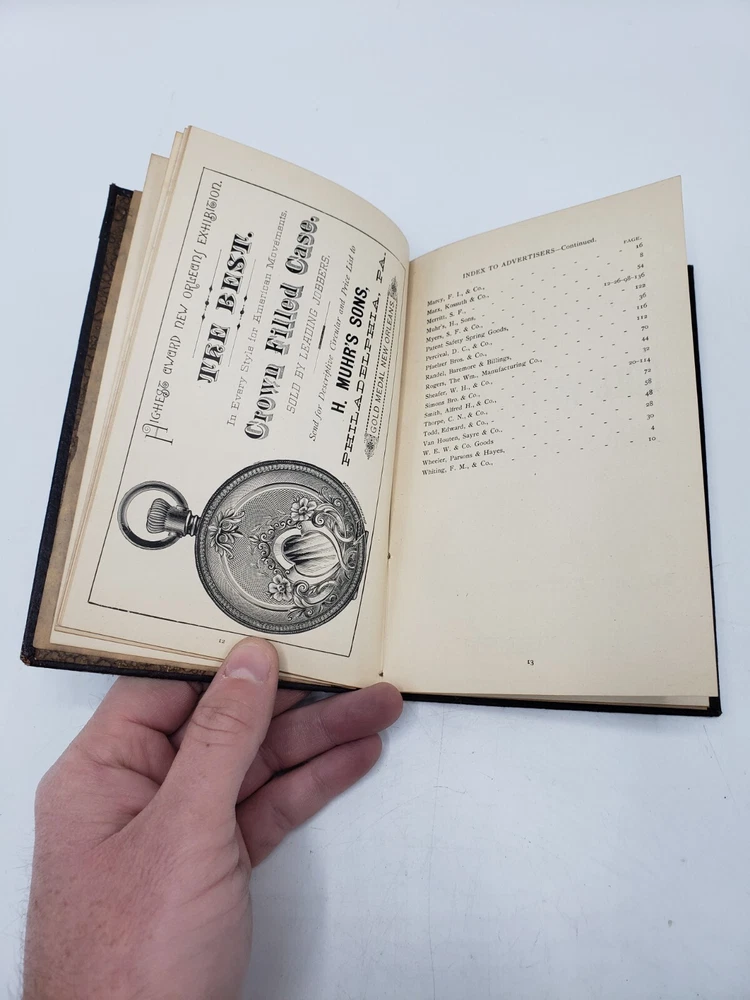 Highest Award New Orleans Exhibition.
THE BEST.
In Every Style for American Movements.
Crown Filled Case.
SOLD BY LEADING JOBBERS.
Send for Descriptive Circular and Price List to
H. MUHR'S SONS,
PHILADELPHIA, PA.
GOLD MEDAL NEW ORLEANS.
12
INDEX TO ADVERTISERS—Continued.
PAGE.
Marcy, F. I., & Co., 16
Marx, Kossuth & Co., 8
Merritt, S. F., 54
Muhr's, H., Sons, 12-26-98-136
Myers, S. F. & Co., 122
Patent Safety Spring Goods, 36
Percival, D. C., & Co., 116
Pfaelzer Bros. & Co., 112
Randel, Baremore & Billings, 70
Rogers, The Wm., Manufacturing Co., 44
Sheafer, W. H., & Co., 32
Simons Bro. & Co., 20-114
Smith, Alfred H., & Co., 72
Thorpe, C. N., & Co., 58
Todd, Edward, & Co., 48
Van Houten, Sayre & Co., 28
W. E. W. & Co. Goods 30
Wheeler, Parsons & Hayes, 4
Whiting, F. M., & Co., 10
13